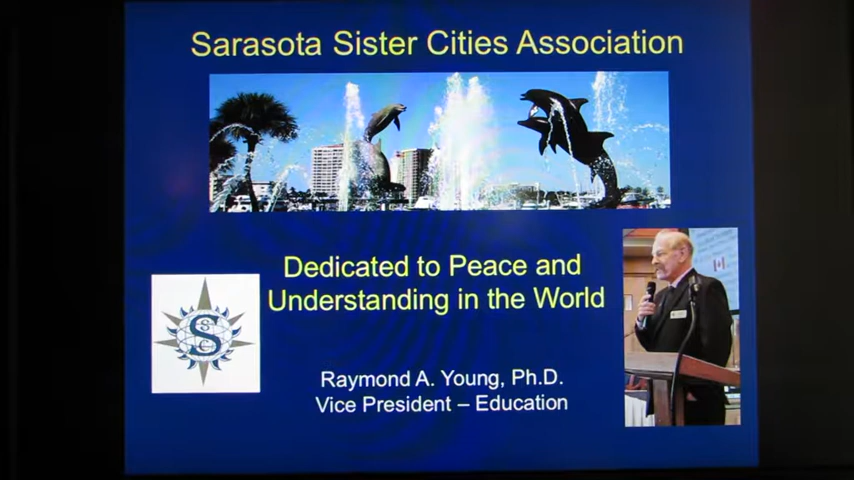 Sarasota Sister Cities Association
Dedicated to Peace and
Understanding in the World
Raymond A. Young, Ph.D.
Vice President – Education